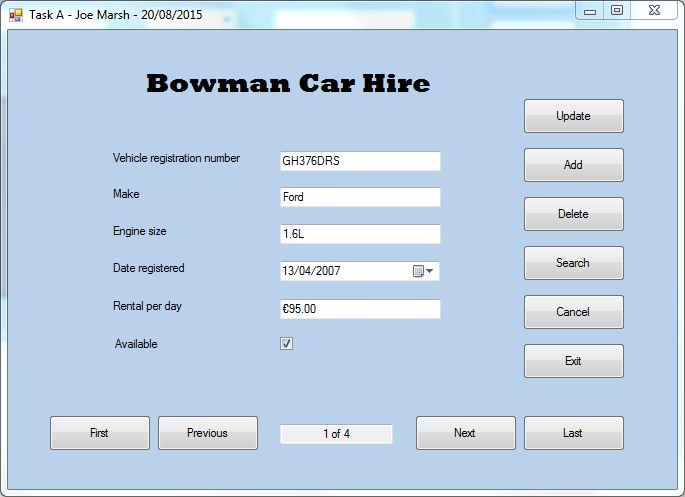 Task A - Joe Marsh - 20/08/2015
Bowman Car Hire
Update
Vehicle registration number GH376DRS
Add
Make Ford
Delete
Engine size 1.6L
Search
Date registered 13/04/2007
Rental per day €95.00
Cancel
Available
Exit
First Previous 1 of 4 Next Last